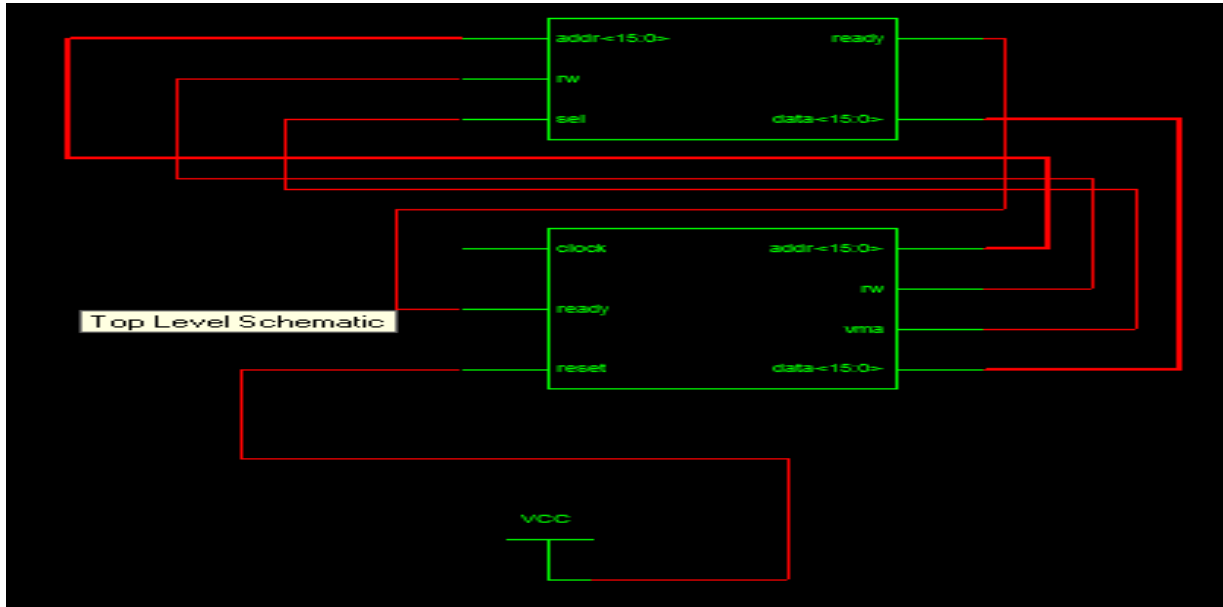 addr<15:0> ready
rw
sel data<15:0>
clock addr<15:0>
rw
ready
vma
reset data<15:0>
Top Level Schematic
VCC